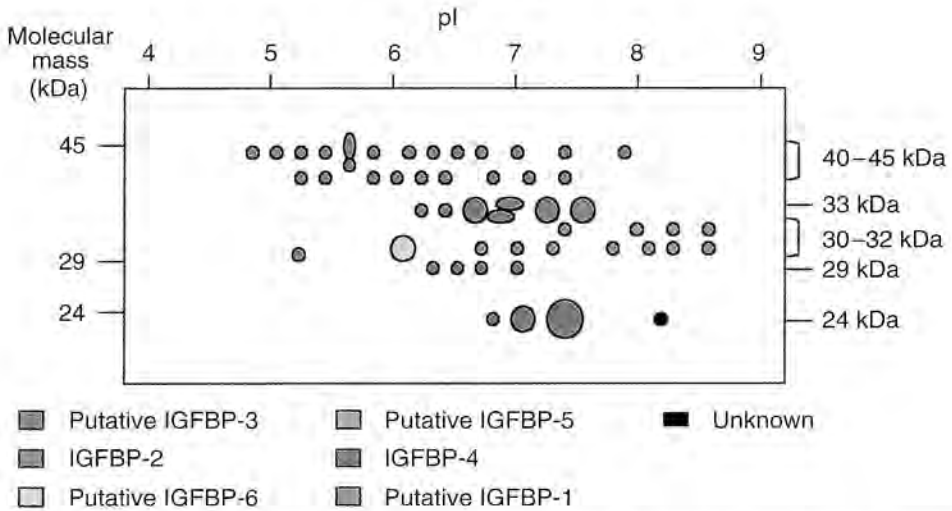 pI
Molecular mass (kDa)
4 5 6 7 8 9
45
29
24
40–45 kDa
33 kDa
30–32 kDa
29 kDa
24 kDa
Putative IGFBP-3
Putative IGFBP-5
Unknown
IGFBP-2
IGFBP-4
Putative IGFBP-6
Putative IGFBP-1